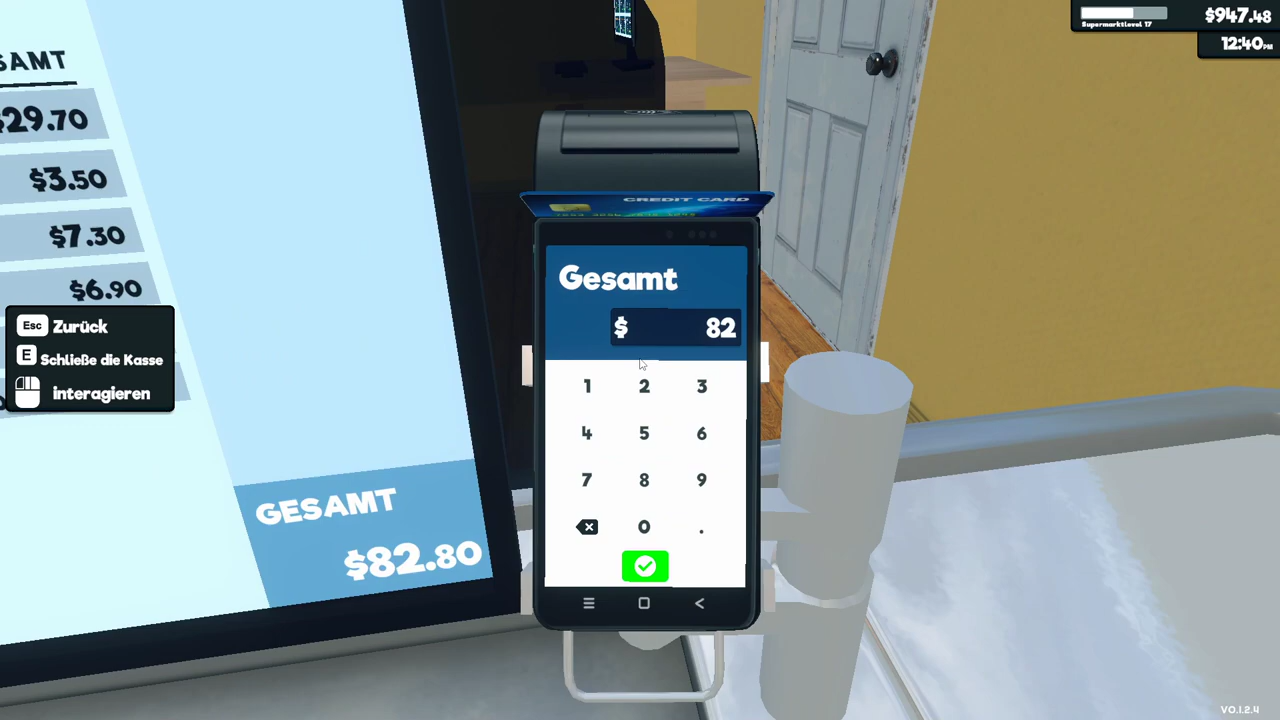 $947.48
Supermarktlevel 17
12:40PM
$29.70
$3.50
$7.30
$6.90
Esc Zurück
E Schließe die Kasse
interagieren
GESAMT
$82.80
CREDIT CARD
Gesamt
$ 82
1 2 3
4 5 6
7 8 9
0 .
V0.1.2.4